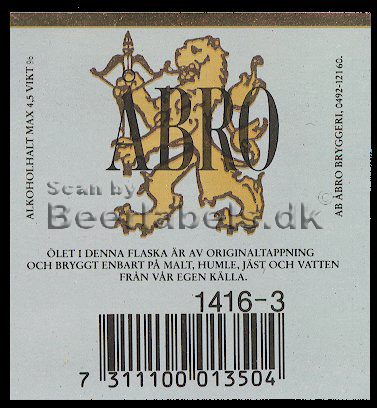 ALKOHOLHALT MAX 4,5 VIKT %
ÅBRO
AB ÅBRO BRYGGERI, 0492-12160.
Scan by
Beerlabels.dk
ÖLET I DENNA FLASKA ÄR AV ORIGINALTAPPNING
OCH BRYGGT ENBART PÅ MALT, HUMLE, JÄST OCH VATTEN
FRÅN VÅR EGEN KÄLLA.
1416-3
7 311100 013504